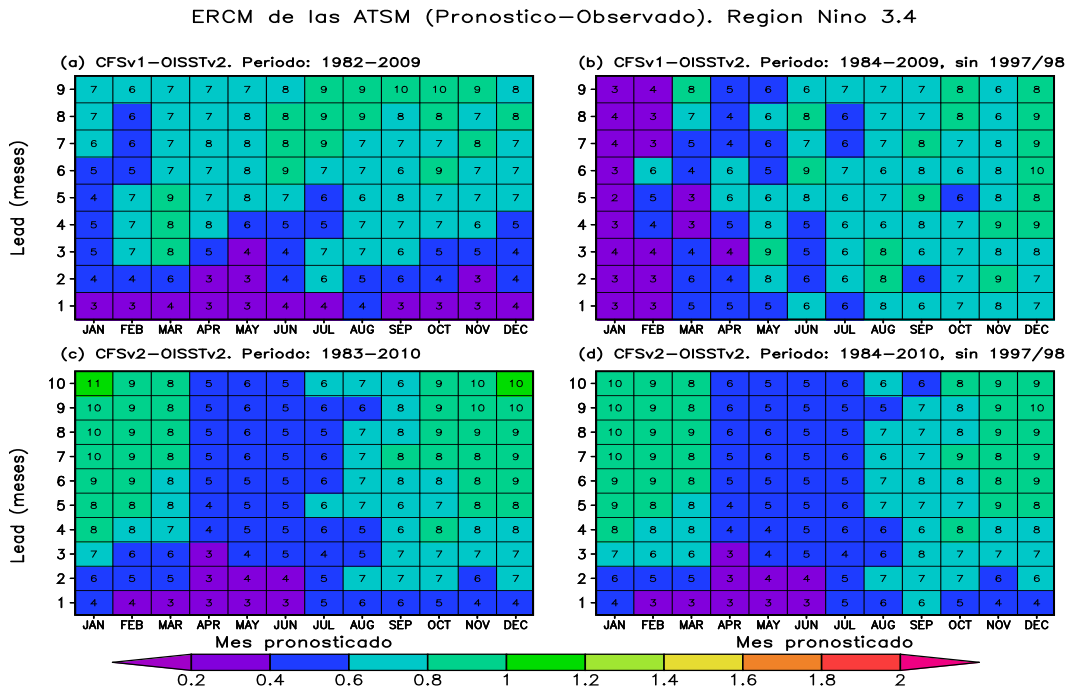 ERCM de las ATSM (Pronostico−Observado). Region Nino 3.4
(a) CFSv1−OISSTv2. Periodo: 1982−2009
Lead (meses)
9 7 6 7 7 7 8 9 9 10 10 9 8
8 7 6 7 7 8 8 9 9 8 8 7 8
7 6 6 7 8 8 8 9 7 7 7 8 7
6 5 5 7 7 8 9 7 7 6 9 7 7
5 4 7 9 7 8 7 6 8 7 7 7 7
4 5 7 8 8 6 5 5 7 7 7 6 5
3 5 7 8 5 4 4 7 7 6 5 5 4
2 4 4 6 3 3 4 6 5 6 4 3 4
1 3 3 4 3 3 4 4 4 3 3 3 4
JAN FEB MAR APR MAY JUN JUL AUG SEP OCT NOV DEC
(b) CFSv1−OISSTv2. Periodo: 1984−2009, sin 1997/98
9 3 4 8 5 6 6 7 7 7 8 6 8
8 4 3 7 4 6 8 6 7 7 8 6 9
7 4 3 5 4 6 7 6 7 8 7 8 9
6 3 6 4 6 5 9 7 6 8 6 8 10
5 2 5 3 6 6 8 6 7 9 6 8 8
4 3 4 3 5 8 5 6 7 7 7 9 9
3 4 4 4 4 9 5 6 8 6 7 8 8
2 3 3 6 4 8 6 6 8 6 7 9 7
1 3 3 5 5 5 6 6 8 7 7 8 7
JAN FEB MAR APR MAY JUN JUL AUG SEP OCT NOV DEC
(c) CFSv2−OISSTv2. Periodo: 1983−2010
Lead (meses)
10 11 9 8 5 6 5 6 7 6 9 10 10
9 10 9 8 5 6 5 6 6 8 9 10 10
8 10 9 8 5 6 5 5 7 8 9 9 9
7 10 9 8 5 6 5 6 7 8 8 8 9
6 9 9 8 5 5 5 6 7 8 8 8 9
5 8 8 8 4 5 5 6 7 7 7 8 8
4 8 8 7 4 5 5 6 5 6 8 8 8
3 7 6 6 3 4 5 4 5 7 7 7 7
2 6 5 5 3 4 4 5 7 7 7 6 7
1 4 4 3 3 3 3 5 6 6 5 4 4
JAN FEB MAR APR MAY JUN JUL AUG SEP OCT NOV DEC
Mes pronosticado
(d) CFSv2−OISSTv2. Periodo: 1984−2010, sin 1997/98
10 10 9 9 6 5 5 6 6 6 8 9 9
9 10 9 8 6 5 5 5 5 7 8 9 10
8 10 9 9 6 6 5 5 7 7 8 9 9
7 10 9 9 5 6 5 6 6 7 9 8 9
6 9 9 8 5 5 5 6 6 7 8 9 9
5 9 9 8 4 5 5 5 7 7 7 9 8
4 9 8 8 4 4 5 6 6 6 8 8 8
3 7 6 6 3 4 5 4 6 8 7 7 7
2 6 5 5 3 4 4 5 7 7 7 6 6
1 4 3 3 3 3 3 5 6 6 5 4 4
JAN FEB MAR APR MAY JUN JUL AUG SEP OCT NOV DEC
Mes pronosticado
0.2 0.4 0.6 0.8 1 1.2 1.4 1.6 1.8 2